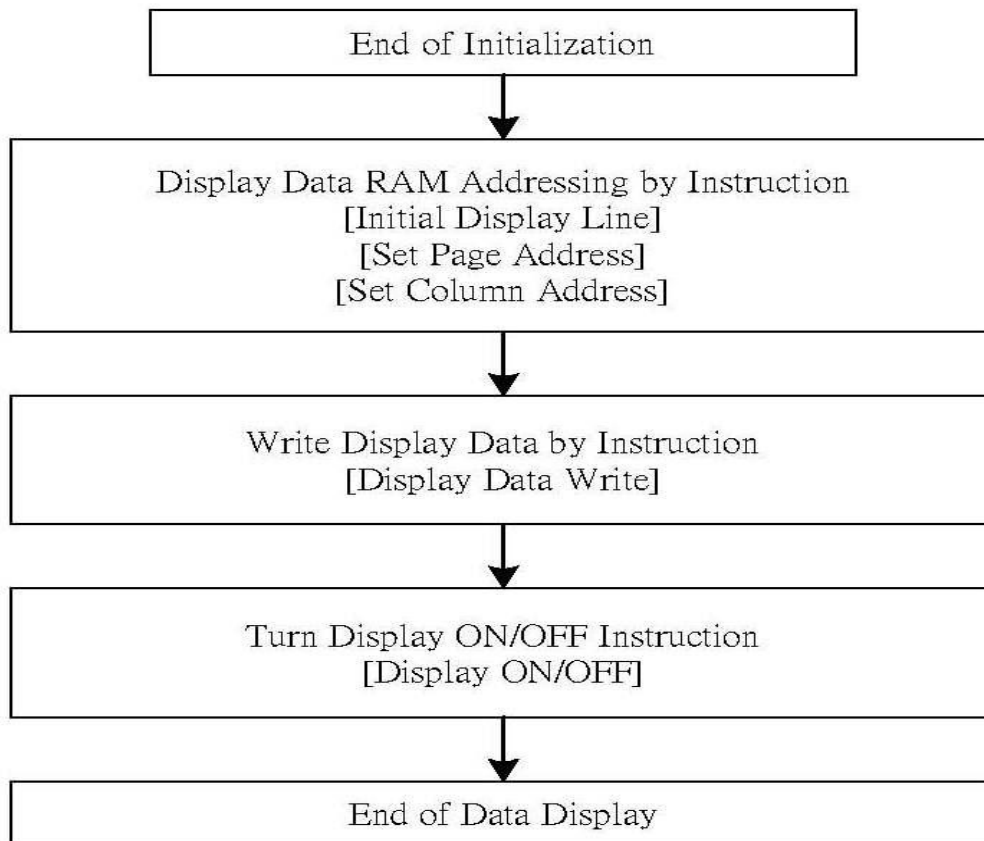 End of Initialization
Display Data RAM Addressing by Instruction
[Initial Display Line]
[Set Page Address]
[Set Column Address]
Write Display Data by Instruction
[Display Data Write]
Turn Display ON/OFF Instruction
[Display ON/OFF]
End of Data Display